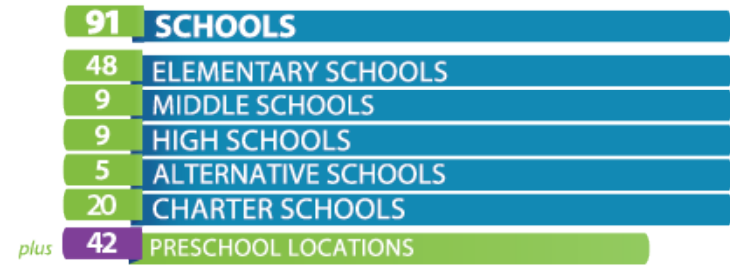 91 SCHOOLS
48 ELEMENTARY SCHOOLS
9 MIDDLE SCHOOLS
9 HIGH SCHOOLS
5 ALTERNATIVE SCHOOLS
20 CHARTER SCHOOLS
plus 42 PRESCHOOL LOCATIONS